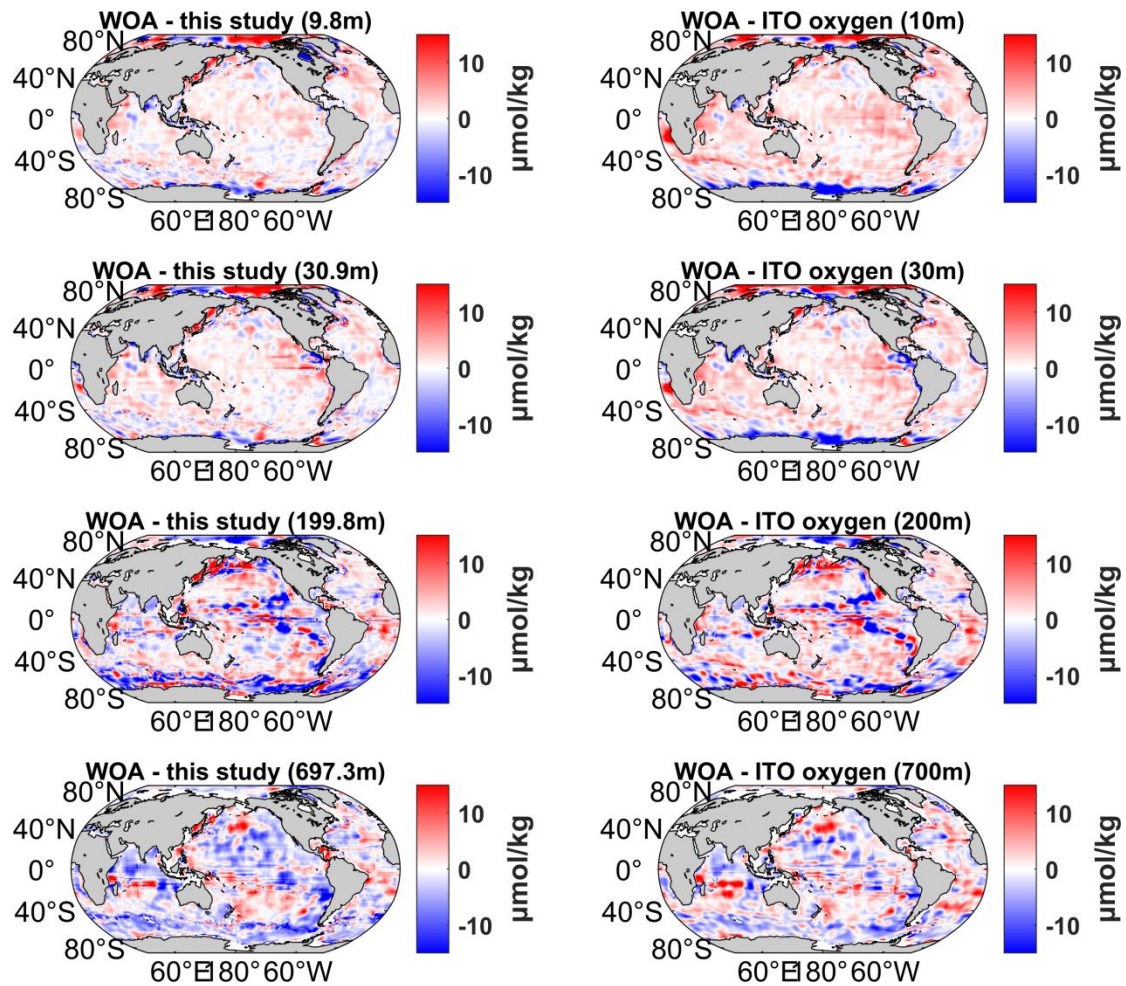 WOA - this study (9.8m)
80°N
40°N
0°
40°S
80°S
60°E 180° 60°W
10
0
-10
µmol/kg
WOA - ITO oxygen (10m)
80°N
40°N
0°
40°S
80°S
60°E 180° 60°W
10
0
-10
µmol/kg
WOA - this study (30.9m)
80°N
40°N
0°
40°S
80°S
60°E 180° 60°W
10
0
-10
µmol/kg
WOA - ITO oxygen (30m)
80°N
40°N
0°
40°S
80°S
60°E 180° 60°W
10
0
-10
µmol/kg
WOA - this study (199.8m)
80°N
40°N
0°
40°S
80°S
60°E 180° 60°W
10
0
-10
µmol/kg
WOA - ITO oxygen (200m)
80°N
40°N
0°
40°S
80°S
60°E 180° 60°W
10
0
-10
µmol/kg
WOA - this study (697.3m)
80°N
40°N
0°
40°S
80°S
60°E 180° 60°W
10
0
-10
µmol/kg
WOA - ITO oxygen (700m)
80°N
40°N
0°
40°S
80°S
60°E 180° 60°W
10
0
-10
µmol/kg